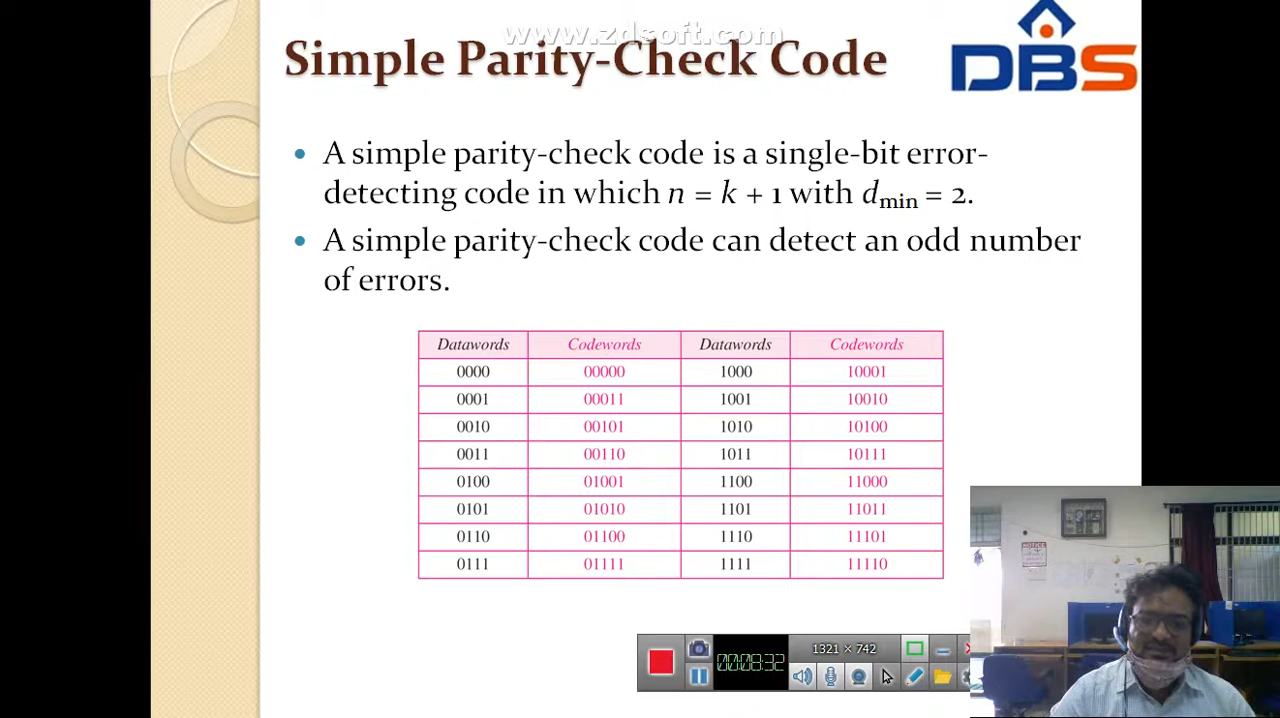 www.zdsoft.com
Simple Parity-Check Code
DBS
• A simple parity-check code is a single-bit error-
detecting code in which n = k + 1 with dmin = 2.
• A simple parity-check code can detect an odd number
of errors.
Datawords Codewords Datawords Codewords
0000 00000 1000 10001
0001 00011 1001 10010
0010 00101 1010 10100
0011 00110 1011 10111
0100 01001 1100 11000
0101 01010 1101 11011
0110 01100 1110 11101
0111 01111 1111 11110
NOTICE
1321 × 742
00:08:32